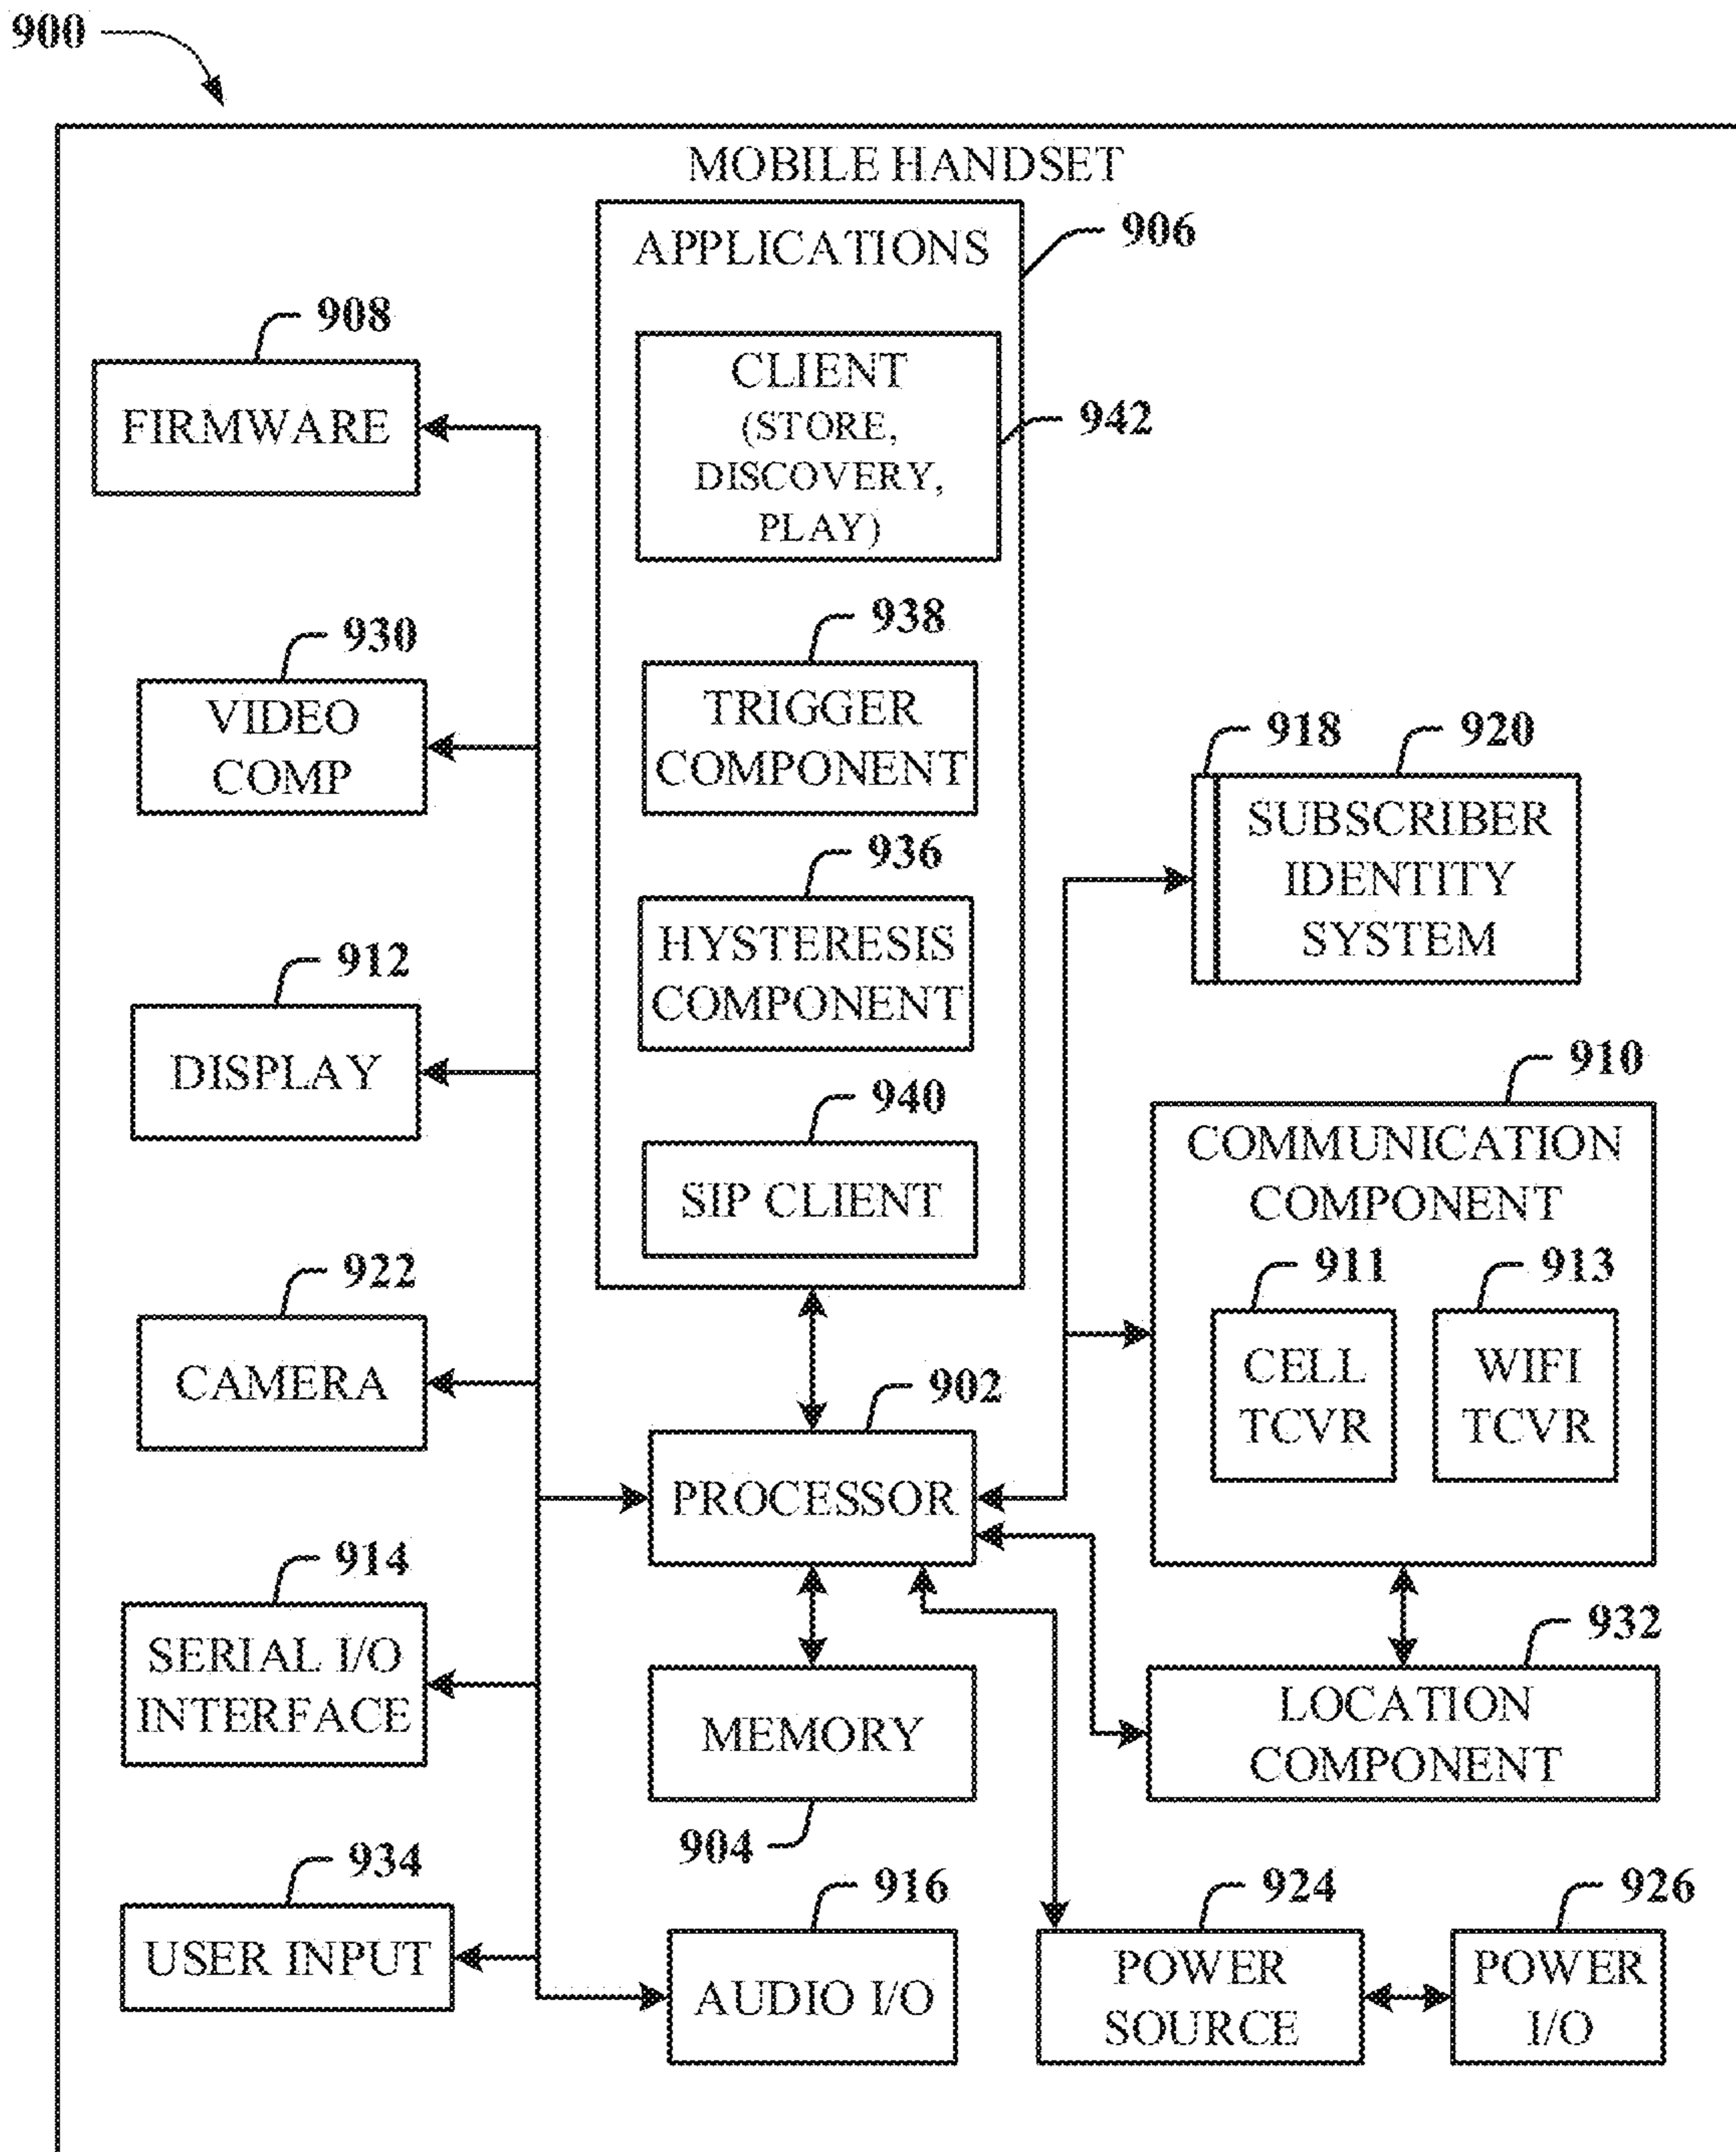 900
MOBILE HANDSET
906
APPLICATIONS
908
FIRMWARE
942
CLIENT
(STORE,
DISCOVERY,
PLAY)
930
VIDEO
COMP
938
TRIGGER
COMPONENT
918
920
SUBSCRIBER
IDENTITY
SYSTEM
936
HYSTERESIS
COMPONENT
912
DISPLAY
940
SIP CLIENT
910
COMMUNICATION
COMPONENT
911
CELL
TCVR
913
WIFI
TCVR
922
CAMERA
902
PROCESSOR
914
SERIAL I/O
INTERFACE
MEMORY
904
932
LOCATION
COMPONENT
934
USER INPUT
916
AUDIO I/O
924
POWER
SOURCE
926
POWER
I/O